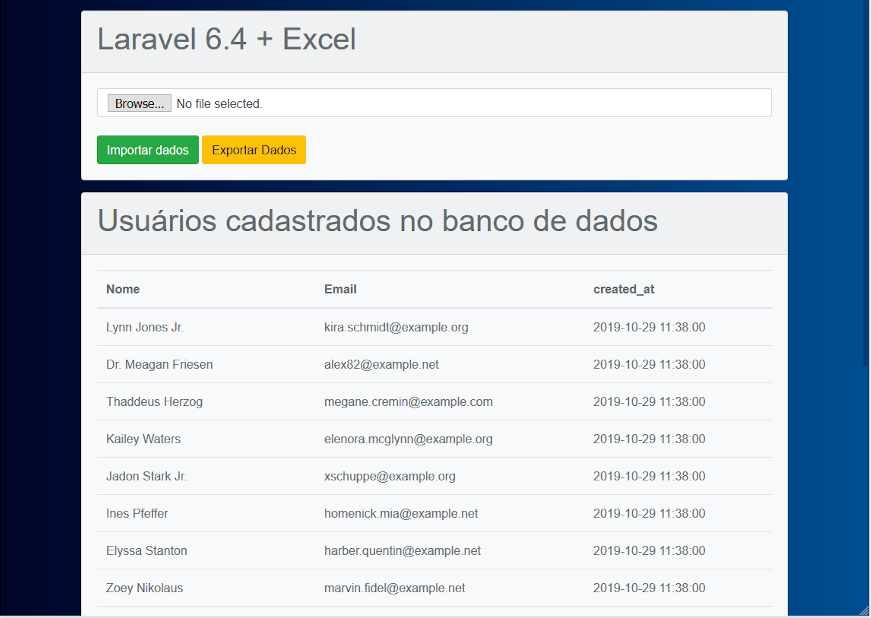 Laravel 6.4 + Excel
Browse... No file selected.
Importar dados Exportar Dados
Usuários cadastrados no banco de dados
Nome Email created_at
Lynn Jones Jr. kira.schmidt@example.org 2019-10-29 11:38:00
Dr. Meagan Friesen alex82@example.net 2019-10-29 11:38:00
Thaddeus Herzog megane.cremin@example.com 2019-10-29 11:38:00
Kailey Waters elenora.mcglynn@example.org 2019-10-29 11:38:00
Jadon Stark Jr. xschuppe@example.org 2019-10-29 11:38:00
Ines Pfeffer homenick.mia@example.net 2019-10-29 11:38:00
Elyssa Stanton harber.quentin@example.net 2019-10-29 11:38:00
Zoey Nikolaus marvin.fidel@example.net 2019-10-29 11:38:00